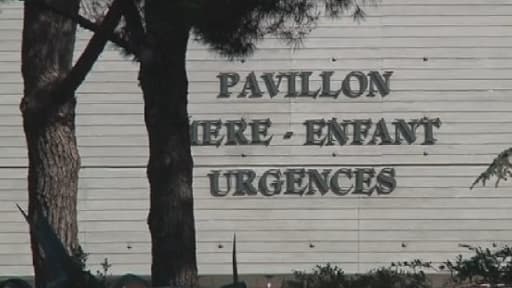 PAVILLON
MERE - ENFANT
URGENCES